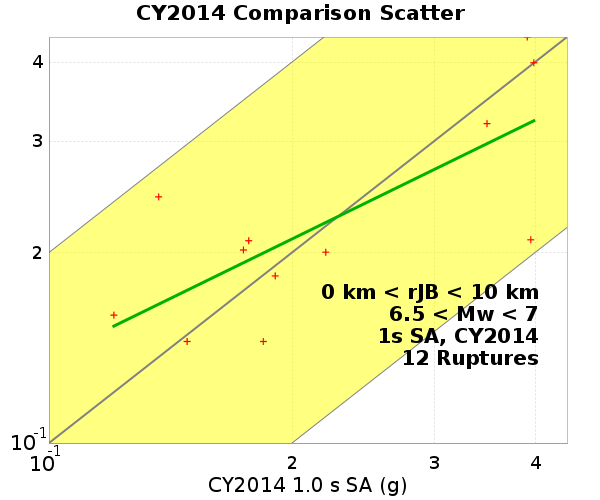 CY2014 Comparison Scatter
4
3
2
10-1
0 km < rJB < 10 km
6.5 < Mw < 7
1s SA, CY2014
12 Ruptures
10-1 2 3 4
CY2014 1.0 s SA (g)